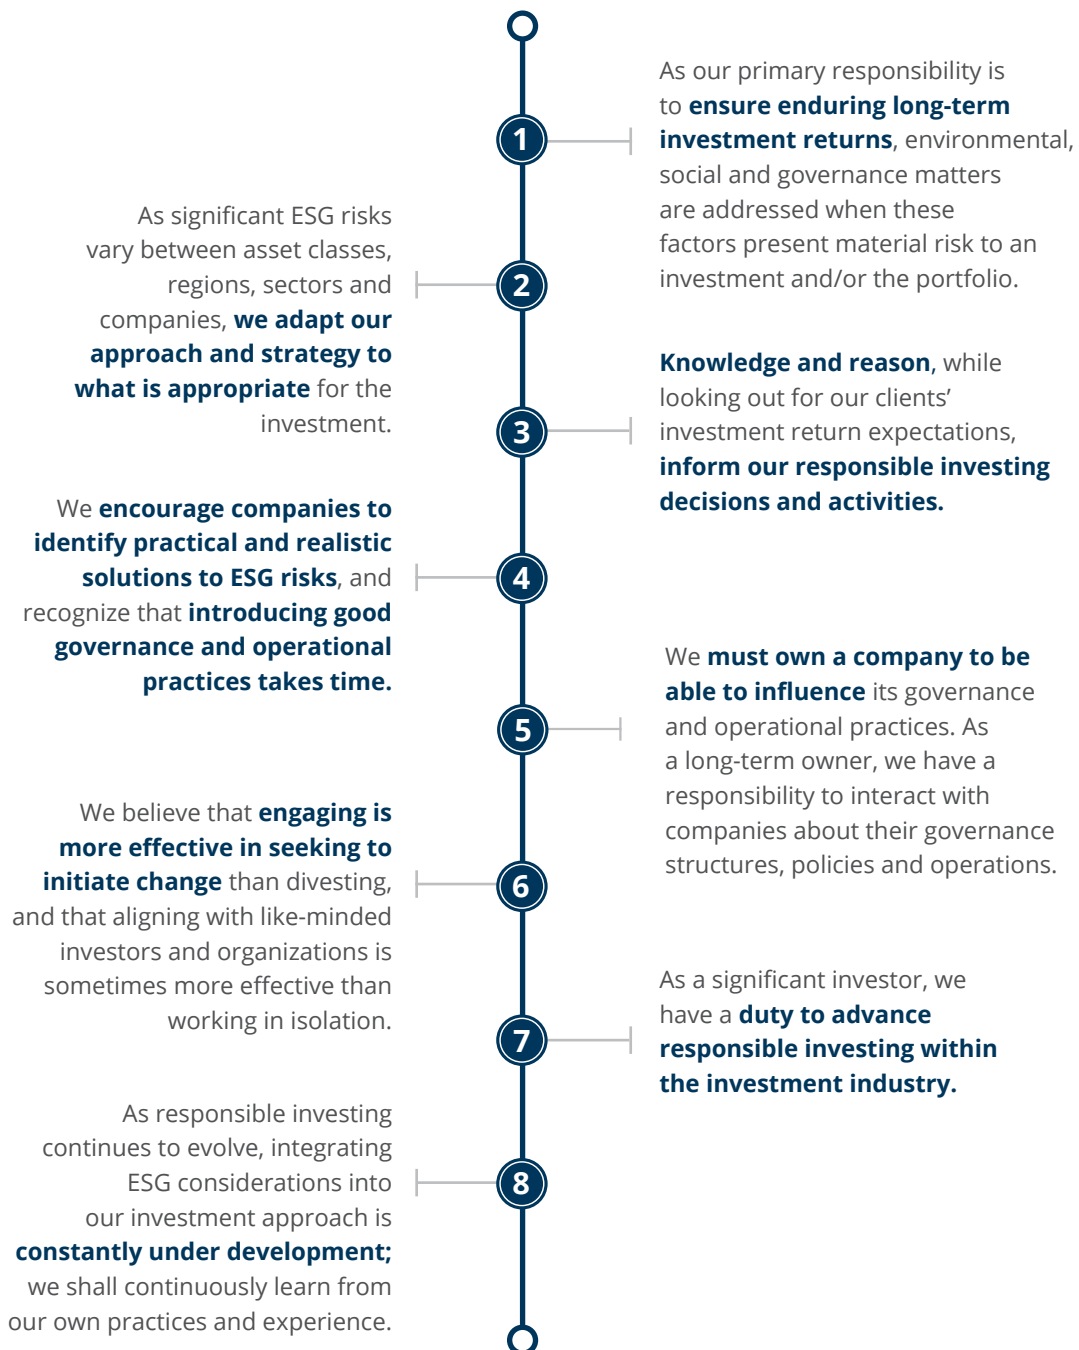 1
As our primary responsibility is
to ensure enduring long-term
investment returns, environmental,
social and governance matters
are addressed when these
factors present material risk to an
investment and/or the portfolio.
2
As significant ESG risks
vary between asset classes,
regions, sectors and
companies, we adapt our
approach and strategy to
what is appropriate for the
investment.
3
Knowledge and reason, while
looking out for our clients’
investment return expectations,
inform our responsible investing
decisions and activities.
4
We encourage companies to
identify practical and realistic
solutions to ESG risks, and
recognize that introducing good
governance and operational
practices takes time.
5
We must own a company to be
able to influence its governance
and operational practices. As
a long-term owner, we have a
responsibility to interact with
companies about their governance
structures, policies and operations.
6
We believe that engaging is
more effective in seeking to
initiate change than divesting,
and that aligning with like-minded
investors and organizations is
sometimes more effective than
working in isolation.
7
As a significant investor, we
have a duty to advance
responsible investing within
the investment industry.
8
As responsible investing
continues to evolve, integrating
ESG considerations into
our investment approach is
constantly under development;
we shall continuously learn from
our own practices and experience.